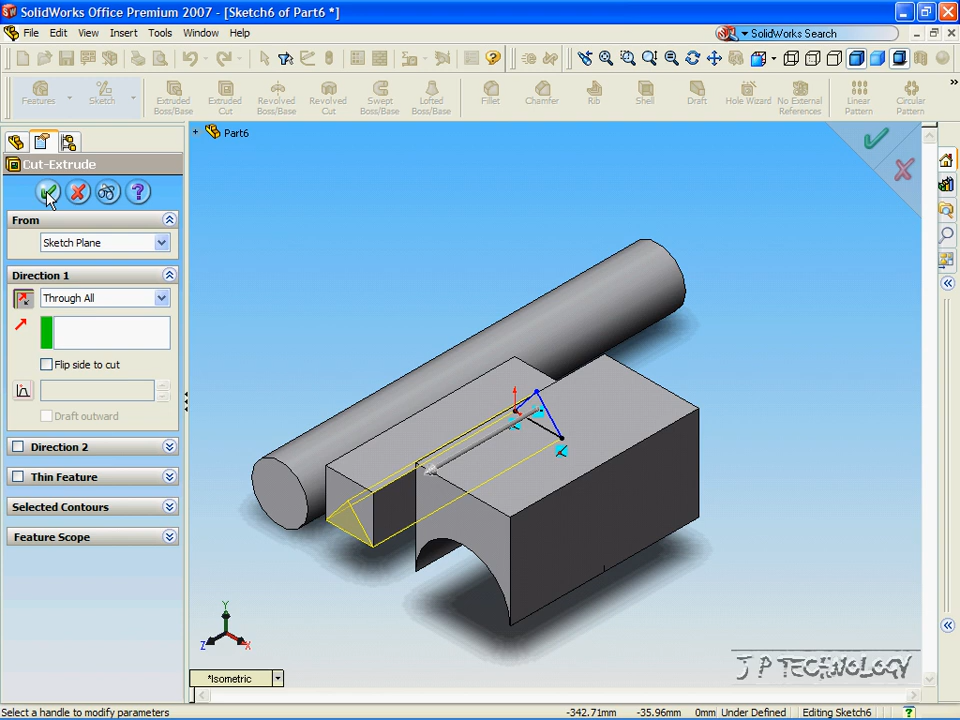 SolidWorks Office Premium 2007 - [Sketch6 of Part6 *]
File Edit View Insert Tools Window Help
SolidWorks Search
Features Sketch Extruded Boss/Base Extruded Cut Revolved Boss/Base Revolved Cut Swept Boss/Base Lofted Boss/Base Fillet Chamfer Rib Shell Draft Hole Wizard No External References Linear Pattern Circular Pattern
Part6
Cut-Extrude
From
Sketch Plane
Direction 1
Through All
Flip side to cut
Draft outward
Direction 2
Thin Feature
Selected Contours
Feature Scope
Y
Z X
*Isometric
J P TECHNOLOGY
Select a handle to modify parameters -342.71mm -35.96mm 0mm Under Defined Editing Sketch6